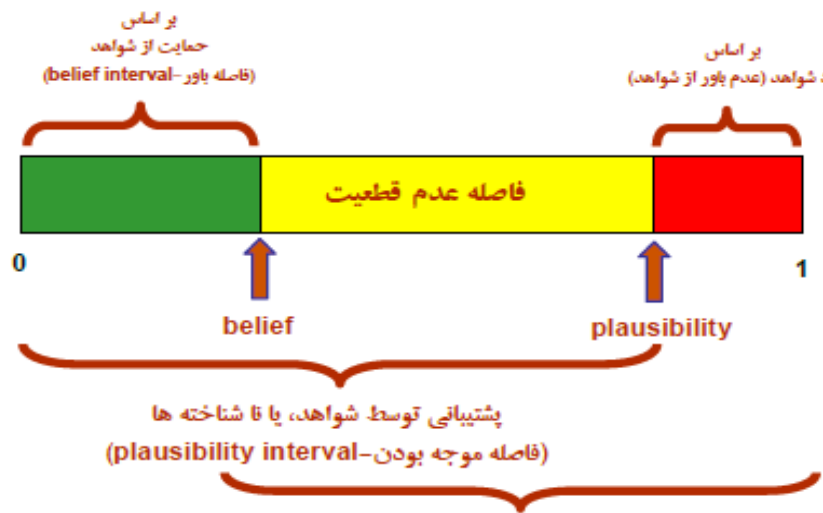 بر اساس
حمایت از شواهد
(فاصله باور-belief interval)
بر اساس
شواهد (عدم باور از شواهد)
فاصله عدم قطعیت
0
1
belief
plausibility
پشتیبانی توسط شواهد، یا نا شناخته ها
(فاصله موجه بودن-plausibility interval)